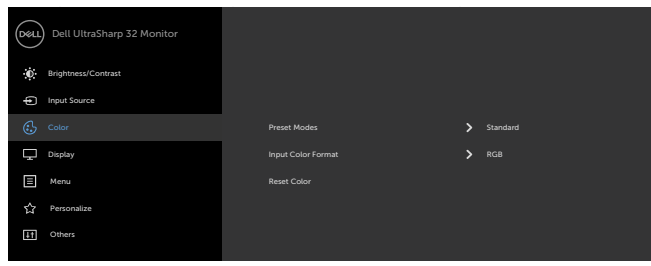 DELL Dell UltraSharp 32 Monitor
Brightness/Contrast
Input Source
Color Preset Modes Standard
Display Input Color Format RGB
Menu Reset Color
Personalize
Others